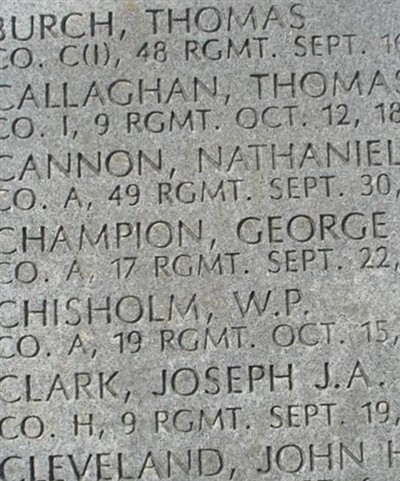 BURCH, THOMAS
CO. C(I), 48 RGMT. SEPT. 16
CALLAGHAN, THOMAS
CO. I, 9 RGMT. OCT. 12, 18
CANNON, NATHANIEL
CO. A, 49 RGMT. SEPT. 30,
CHAMPION, GEORGE
CO. A, 17 RGMT. SEPT. 22,
CHISHOLM, W.P.
CO. A, 19 RGMT. OCT. 15,
CLARK, JOSEPH J.A.
CO. H, 9 RGMT. SEPT. 19,
CLEVELAND, JOHN H